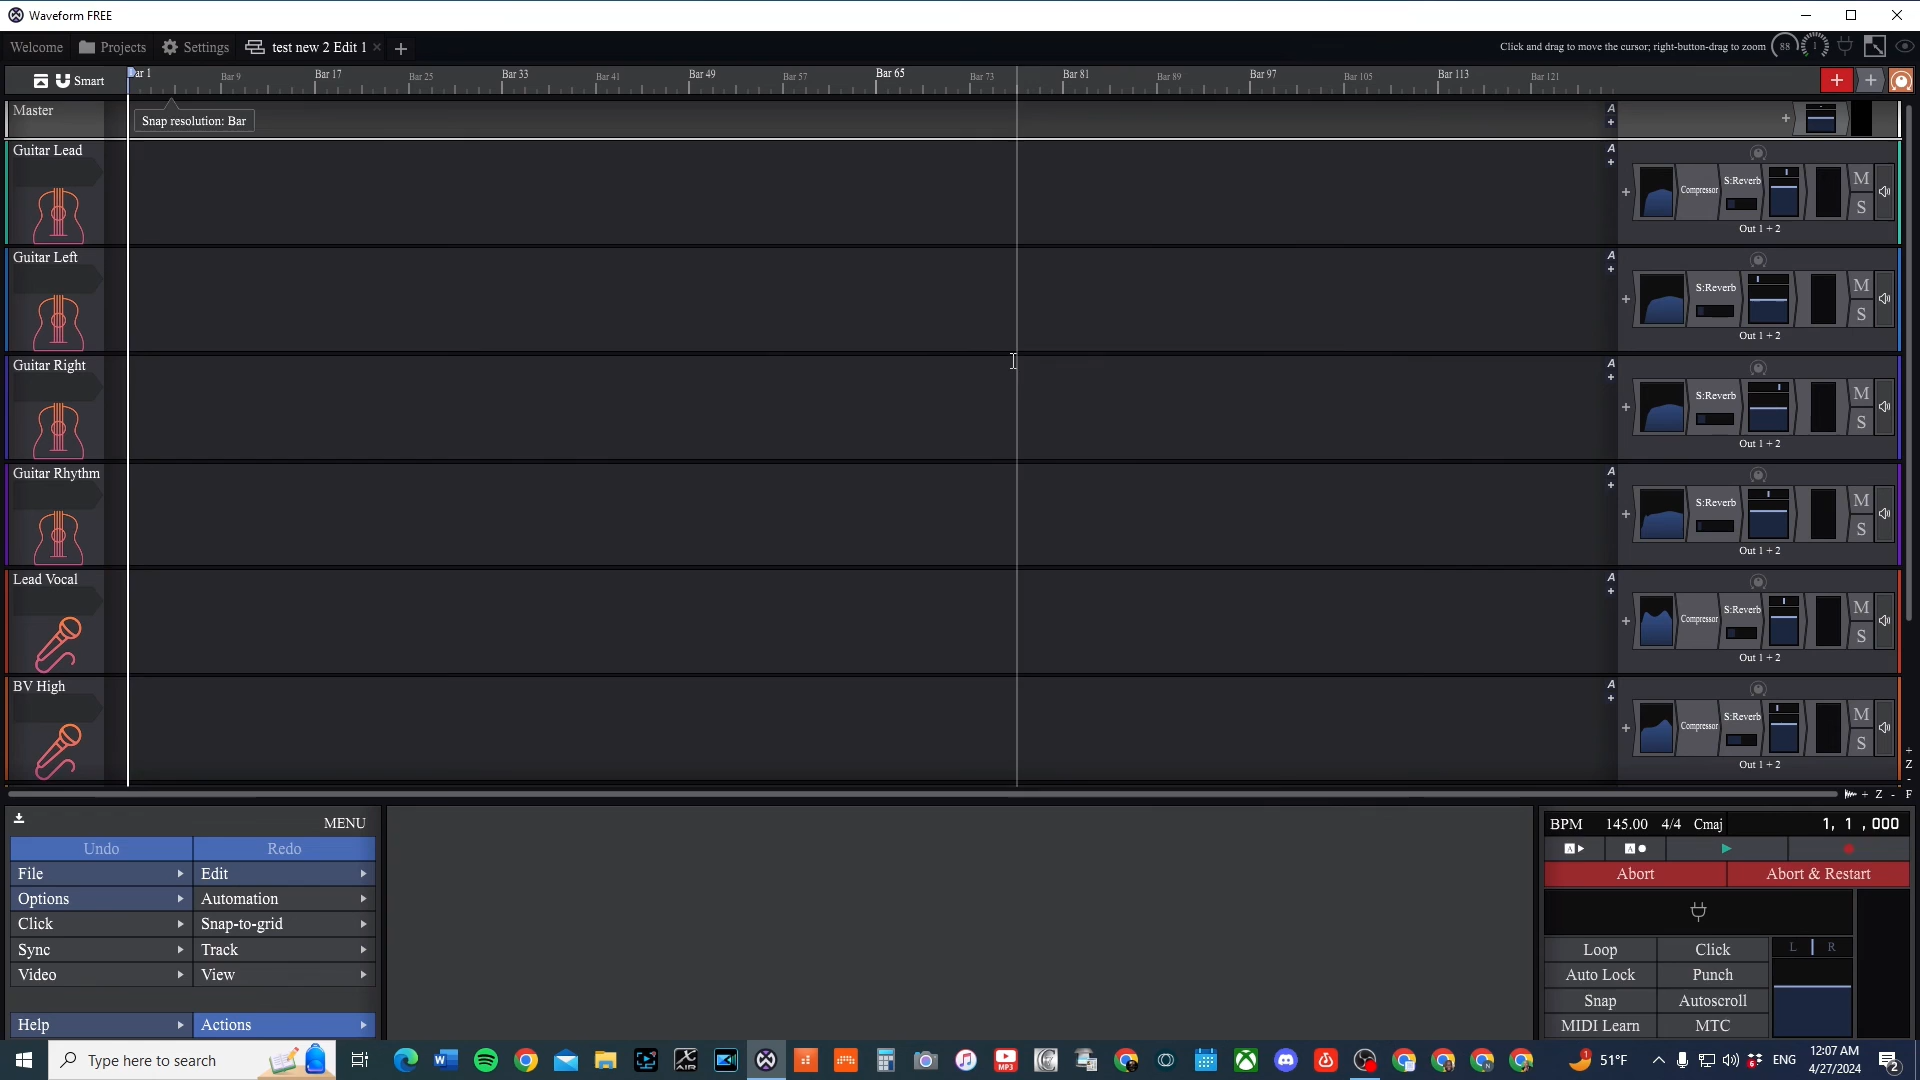 Waveform FREE
Welcome Projects Settings test new 2 Edit 1
Click and drag to move the cursor; right-button-drag to zoom 88 1
Smart
Bar 1 Bar 9 Bar 17 Bar 25 Bar 33 Bar 41 Bar 49 Bar 57 Bar 65 Bar 73 Bar 81 Bar 89 Bar 97 Bar 105 Bar 113 Bar 121
Master
Snap resolution: Bar
A
+
+
Guitar Lead
A
+
+ Compressor S:Reverb M
S
Out 1 + 2
Guitar Left
A
+
+ S:Reverb M
S
Out 1 + 2
Guitar Right
A
+
+ S:Reverb M
S
Out 1 + 2
Guitar Rhythm
A
+
+ S:Reverb M
S
Out 1 + 2
Lead Vocal
A
+
+ Compressor S:Reverb M
S
Out 1 + 2
BV High
A
+
+ Compressor S:Reverb M
S
Out 1 + 2
+
Z
-
+ Z - F
MENU
Undo Redo
File Edit
Options Automation
Click Snap-to-grid
Sync Track
Video View
Help Actions
BPM 145.00 4/4 Cmaj 1, 1 , 000
A A
Abort Abort & Restart
Loop Click L R
Auto Lock Punch
Snap Autoscroll
MIDI Learn MTC
Type here to search
X AIR
MP3
1 51°F
ENG
12:07 AM
4/27/2024
2